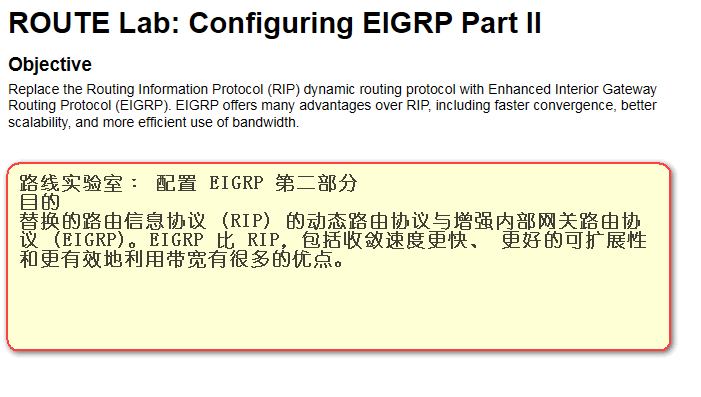 ROUTE Lab: Configuring EIGRP Part II
Objective
Replace the Routing Information Protocol (RIP) dynamic routing protocol with Enhanced Interior Gateway
Routing Protocol (EIGRP). EIGRP offers many advantages over RIP, including faster convergence, better
scalability, and more efficient use of bandwidth.
路线实验室： 配置 EIGRP 第二部分
目的
替换的路由信息协议 (RIP) 的动态路由协议与增强内部网关路由协
议 (EIGRP)。EIGRP 比 RIP，包括收敛速度更快、 更好的可扩展性
和更有效地利用带宽有很多的优点。